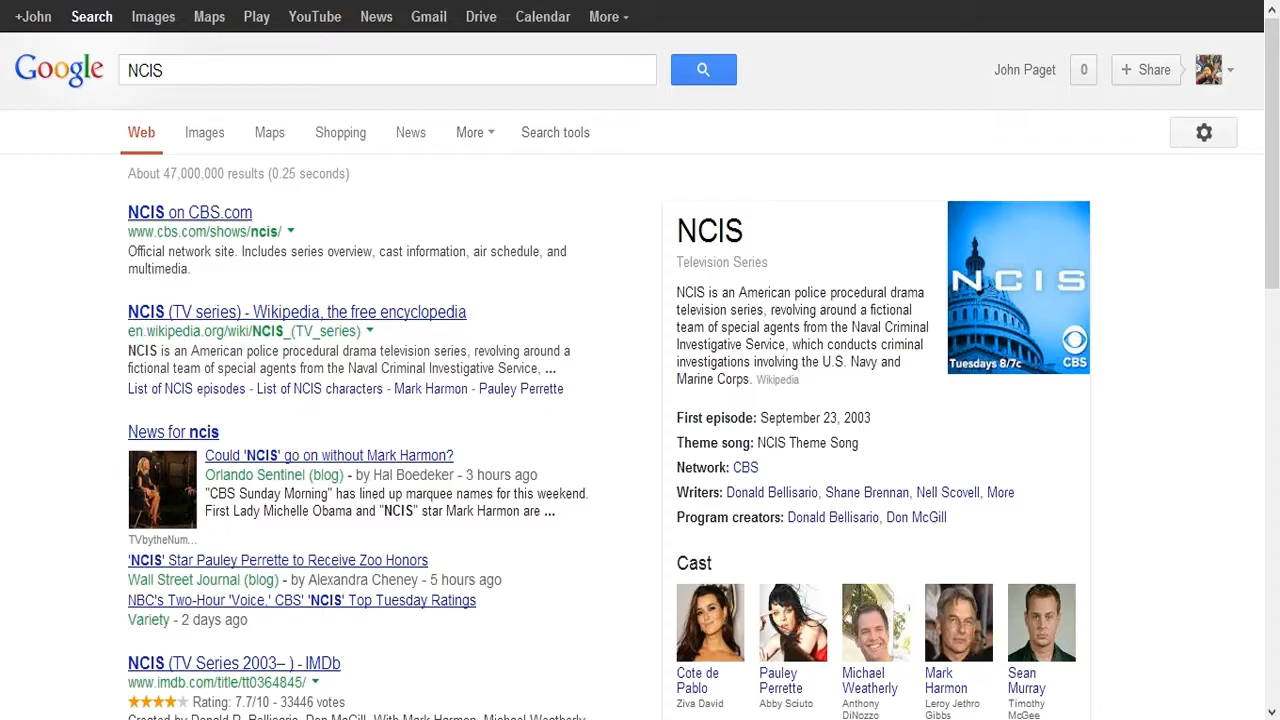 +John Search Images Maps Play YouTube News Gmail Drive Calendar More
Google NCIS John Paget 0 + Share
Web Images Maps Shopping News More Search tools
About 47,000,000 results (0.25 seconds)
NCIS on CBS.com
www.cbs.com/shows/ncis/
Official network site. Includes series overview, cast information, air schedule, and
multimedia.
NCIS (TV series) - Wikipedia, the free encyclopedia
en.wikipedia.org/wiki/NCIS_(TV_series)
NCIS is an American police procedural drama television series, revolving around a
fictional team of special agents from the Naval Criminal Investigative Service, ...
List of NCIS episodes - List of NCIS characters - Mark Harmon - Pauley Perrette
News for ncis
Could 'NCIS' go on without Mark Harmon?
Orlando Sentinel (blog) - by Hal Boedeker - 3 hours ago
"CBS Sunday Morning" has lined up marquee names for this weekend.
First Lady Michelle Obama and "NCIS" star Mark Harmon are ...
TVbytheNum...
'NCIS' Star Pauley Perrette to Receive Zoo Honors
Wall Street Journal (blog) - by Alexandra Cheney - 5 hours ago
NBC's Two-Hour 'Voice,' CBS' 'NCIS' Top Tuesday Ratings
Variety - 2 days ago
NCIS (TV Series 2003– ) - IMDb
www.imdb.com/title/tt0364845/
Rating: 7.7/10 - 33446 votes
Created by Donald P. Bellisario, Don McGill. With Mark Harmon, Michael Weatherly,
NCIS
Television Series
NCIS is an American police procedural drama
television series, revolving around a fictional
team of special agents from the Naval Criminal
Investigative Service, which conducts criminal
investigations involving the U.S. Navy and
Marine Corps. Wikipedia
NCIS
Tuesdays 8/7c CBS
First episode: September 23, 2003
Theme song: NCIS Theme Song
Network: CBS
Writers: Donald Bellisario, Shane Brennan, Nell Scovell, More
Program creators: Donald Bellisario, Don McGill
Cast
Cote de
Pablo
Ziva David
Pauley
Perrette
Abby Sciuto
Michael
Weatherly
Anthony
DiNozzo
Mark
Harmon
Leroy Jethro
Gibbs
Sean
Murray
Timothy
McGee